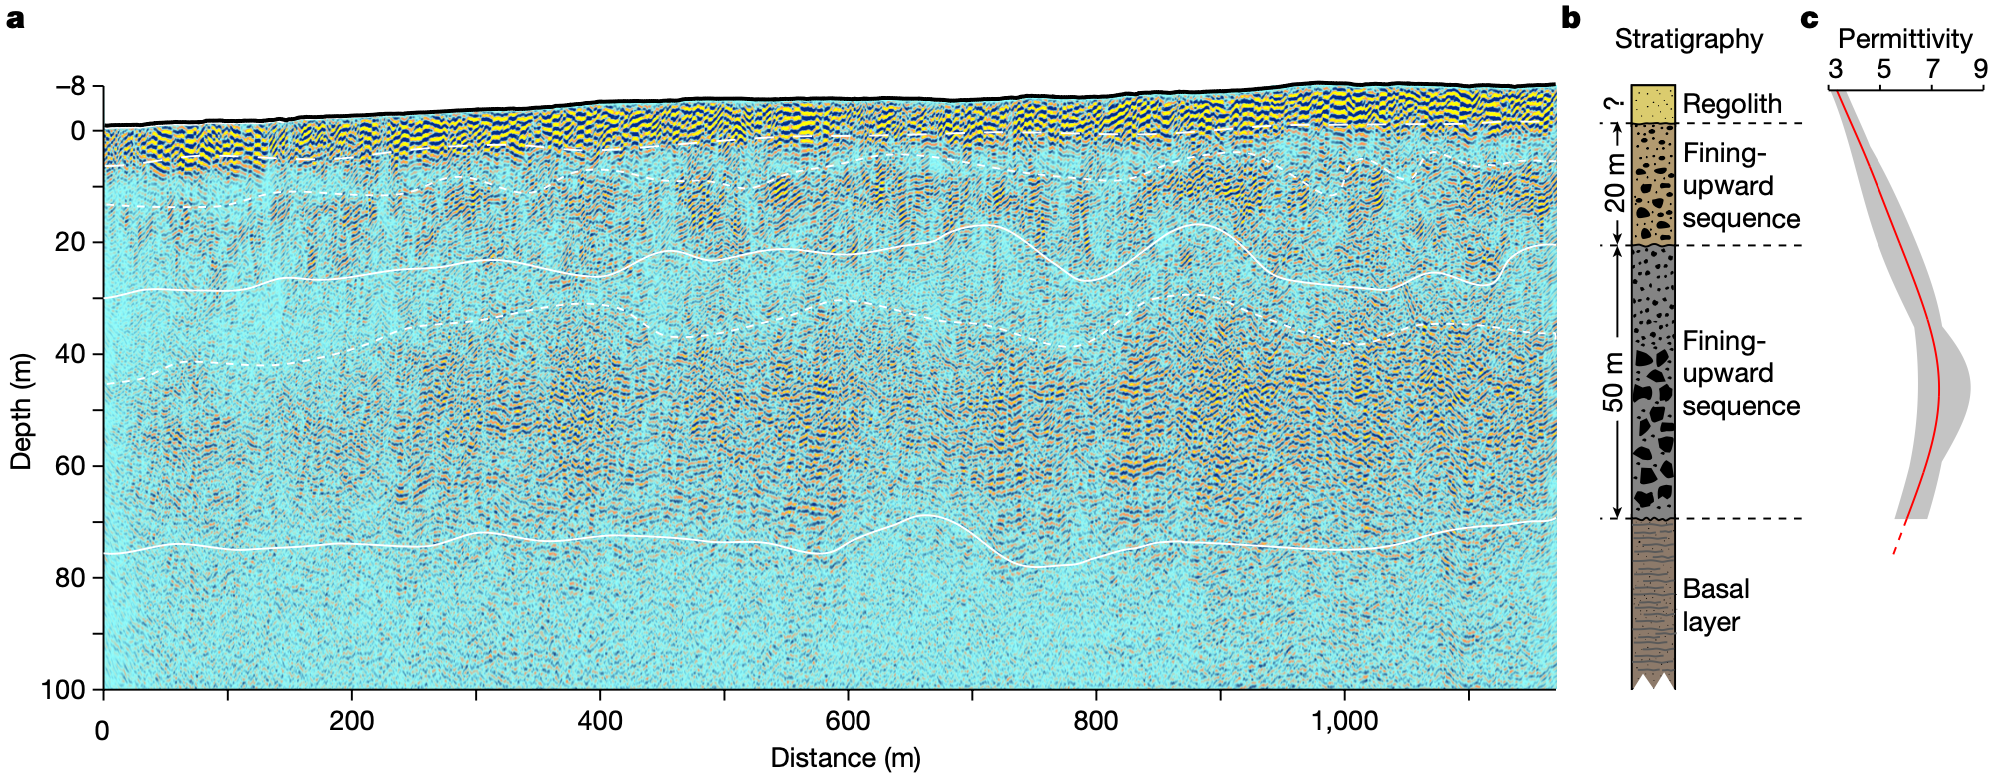 a
−8
0
20
40
60
80
100
Depth (m)
0
200
400
600
800
1,000
Distance (m)
b
Stratigraphy
?
20 m
50 m
Regolith
Fining-
upward
sequence
Fining-
upward
sequence
Basal
layer
c
Permittivity
3 5 7 9